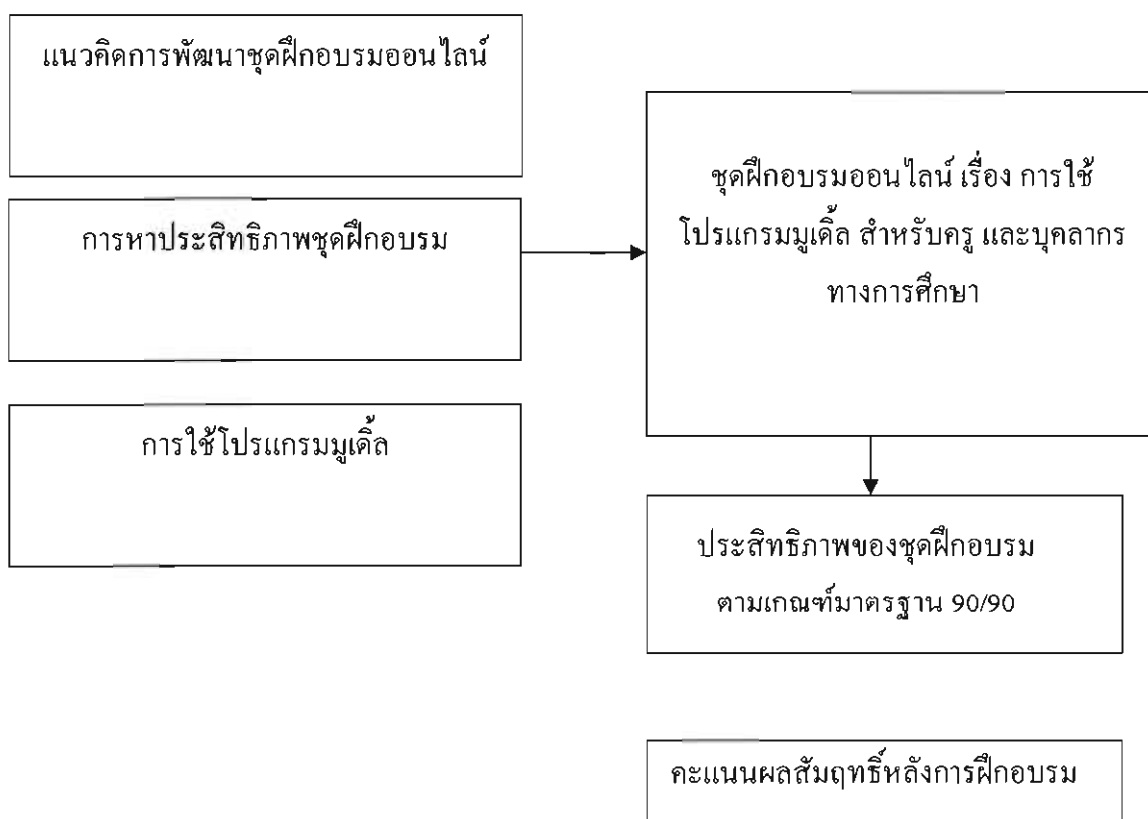 แนวคิดการพัฒนาชุดฝึกอบรมออนไลน์
การหาประสิทธิภาพชุดฝึกอบรม
การใช้โปรแกรมมูเดิ้ล
ชุดฝึกอบรมออนไลน์ เรื่อง การใช้
โปรแกรมมูเดิ้ล สำหรับครู และบุคลากร
ทางการศึกษา
ประสิทธิภาพของชุดฝึกอบรม
ตามเกณฑ์มาตรฐาน 90/90
คะแนนผลสัมฤทธิ์หลังการฝึกอบรม